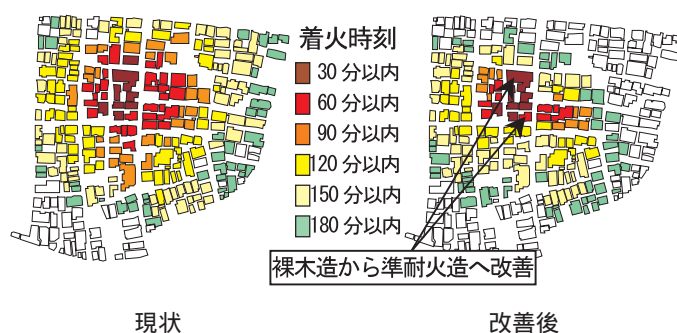 着火時刻
30 分以内
60 分以内
90 分以内
120 分以内
150 分以内
180 分以内
裸木造から準耐火造へ改善
現状
改善後